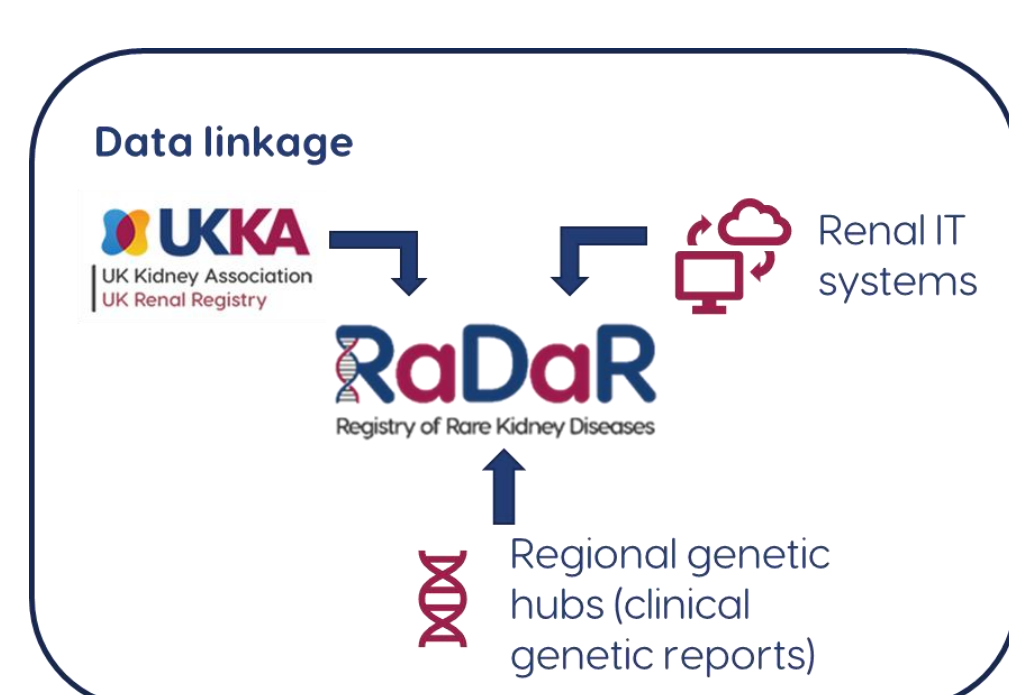 Data linkage
UKKA
UK Kidney Association
UK Renal Registry
Renal IT
systems
RaDaR
Registry of Rare Kidney Diseases
Regional genetic
hubs (clinical
genetic reports)